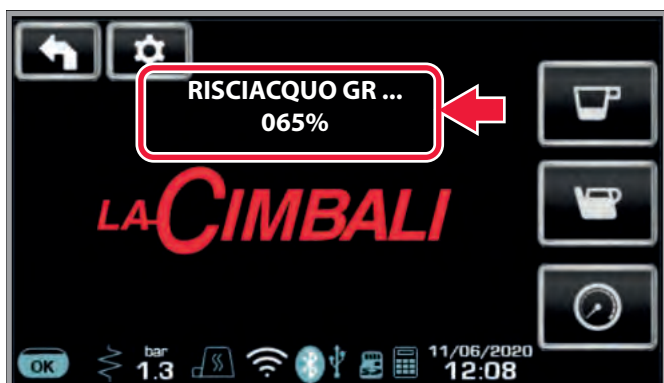 RISCIACQUO GR ...
065%
LA CIMBALI
OK
bar
1.3
11/06/2020
12:08